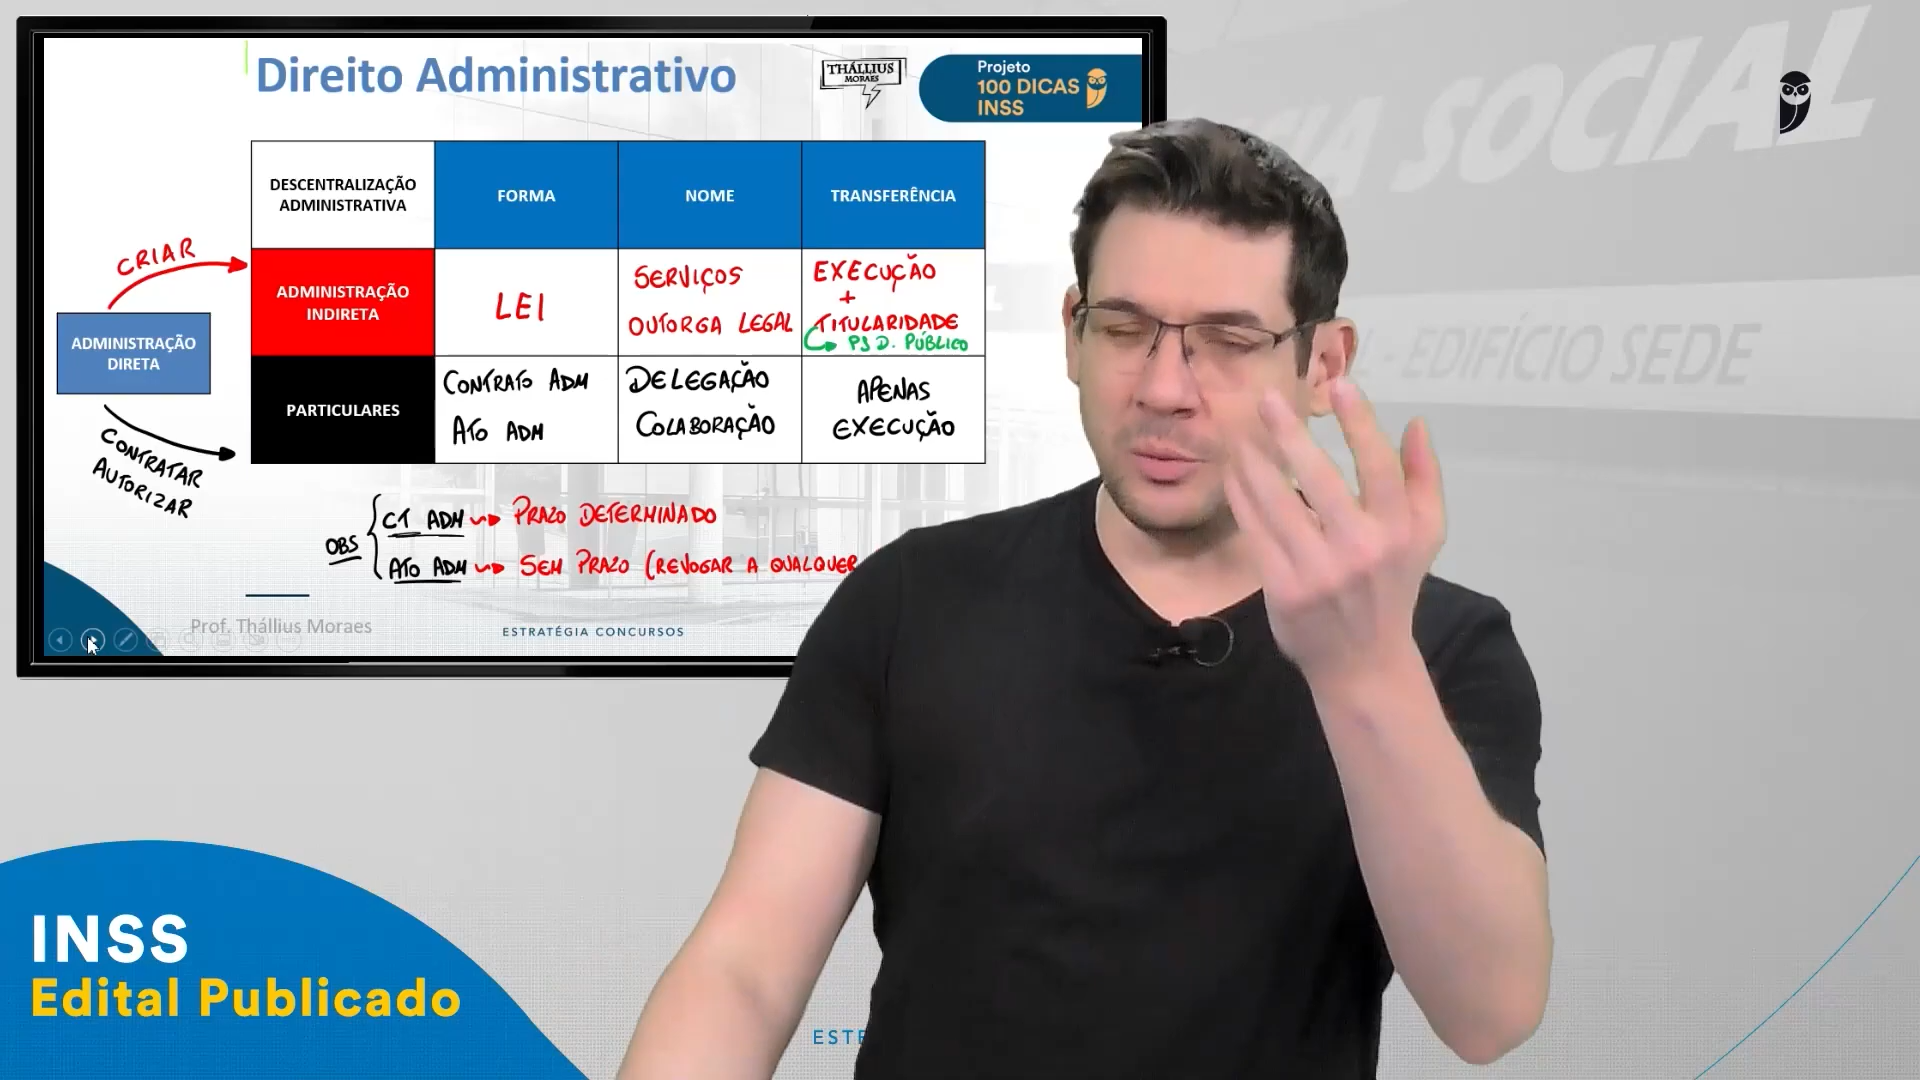 Direito Administrativo
THÁLLIUS
MORAES
Projeto
100 DICAS
INSS
DESCENTRALIZAÇÃO
ADMINISTRATIVA
FORMA
NOME
TRANSFERÊNCIA
CRIAR
ADMINISTRAÇÃO
INDIRETA
LEI
SERVIÇOS
OUTORGA LEGAL
EXECUÇÃO
+
TITULARIDADE
PJ D. PÚBLICO
ADMINISTRAÇÃO
DIRETA
PARTICULARES
CONTRATO ADM
ATO ADM
DELEGAÇÃO
COLABORAÇÃO
APENAS
EXECUÇÃO
CONTRATAR
AUTORIZAR
OBS
CT ADM
PRAZO DETERMINADO
ATO ADM
SEM PRAZO (REVOGAR A QUALQUER
Prof. Thállius Moraes
ESTRATÉGIA CONCURSOS
SOCIAL
- EDIFÍCIO SEDE
INSS
Edital Publicado